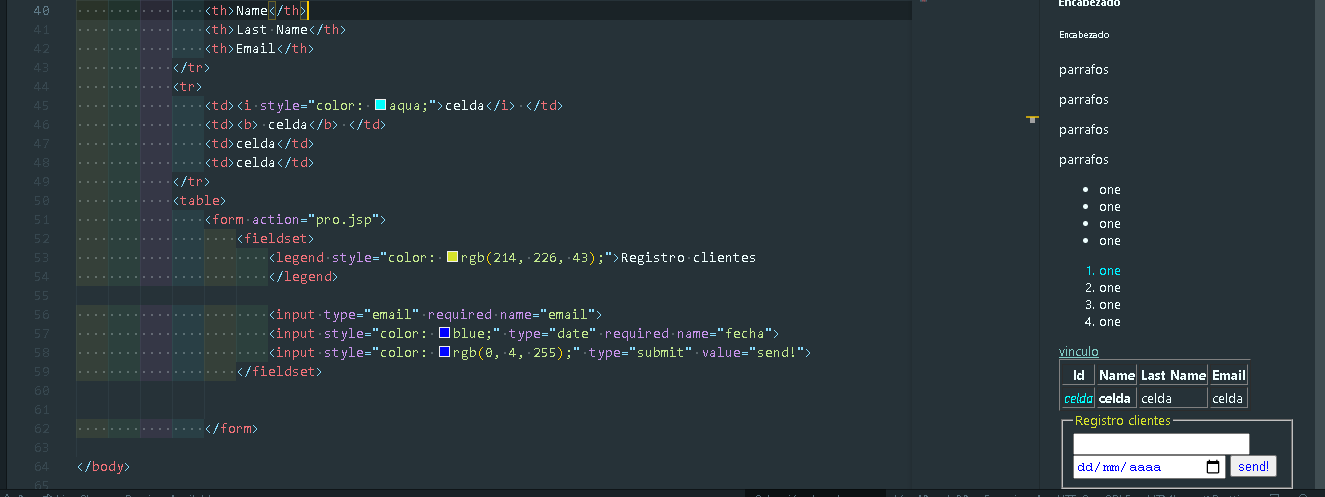 40 <th>Name</th>
41 <th>Last Name</th>
42 <th>Email</th>
43 </tr>
44 <tr>
45 <td><i style="color: aqua;">celda</i> </td>
46 <td><b> celda</b> </td>
47 <td>celda</td>
48 <td>celda</td>
49 </tr>
50 <table>
51 <form action="pro.jsp">
52 <fieldset>
53 <legend style="color: rgb(214, 226, 43);">Registro clientes
54 </legend>
55
56 <input type="email" required name="email">
57 <input style="color: blue;" type="date" required name="fecha">
58 <input style="color: rgb(0, 4, 255);" type="submit" value="send!">
59 </fieldset>
60
61
62 </form>
63
64 </body>
65
Encabezado
Encabezado
parrafos
parrafos
parrafos
parrafos
• one
• one
• one
• one
1. one
2. one
3. one
4. one
vinculo
Id Name Last Name Email
celda celda celda celda
Registro clientes
dd/mm/aaaa send!